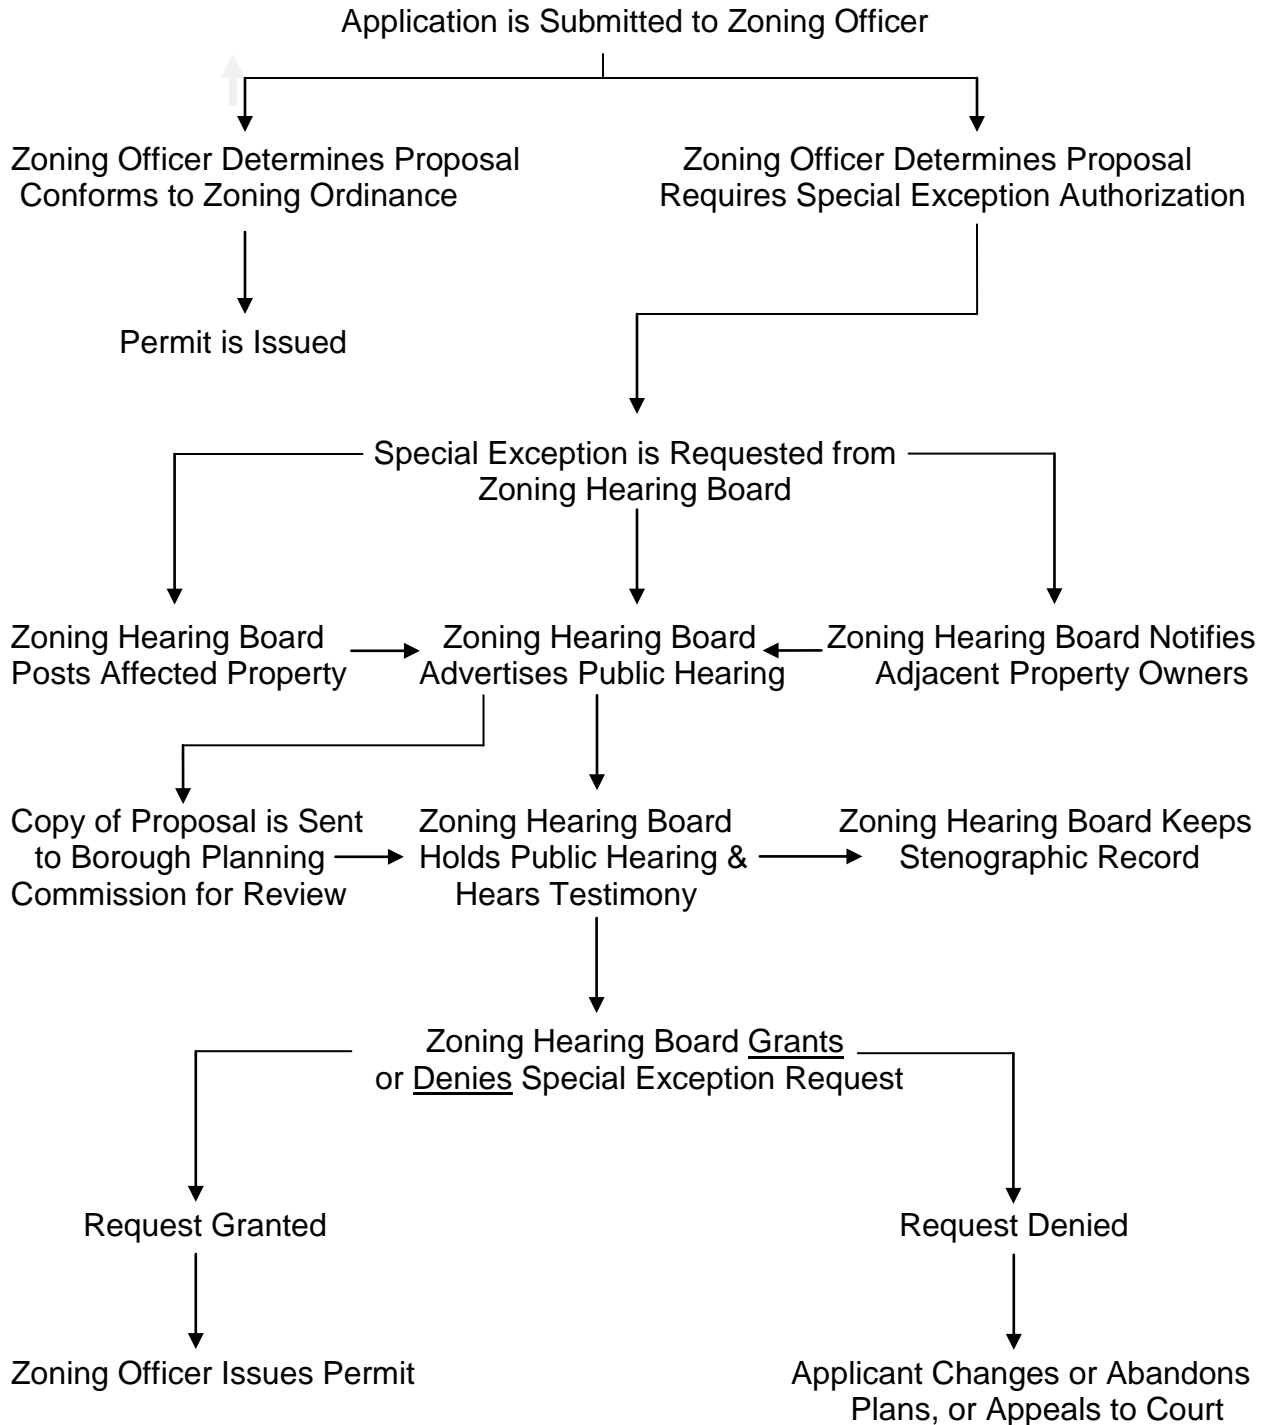 Application is Submitted to Zoning Officer
Zoning Officer Determines Proposal
Conforms to Zoning Ordinance
Zoning Officer Determines Proposal
Requires Special Exception Authorization
Permit is Issued
Special Exception is Requested from
Zoning Hearing Board
Zoning Hearing Board
Posts Affected Property
Zoning Hearing Board
Advertises Public Hearing
Zoning Hearing Board Notifies
Adjacent Property Owners
Copy of Proposal is Sent
to Borough Planning
Commission for Review
Zoning Hearing Board
Holds Public Hearing &
Hears Testimony
Zoning Hearing Board Keeps
Stenographic Record
Zoning Hearing Board Grants
or Denies Special Exception Request
Request Granted
Request Denied
Zoning Officer Issues Permit
Applicant Changes or Abandons
Plans, or Appeals to Court